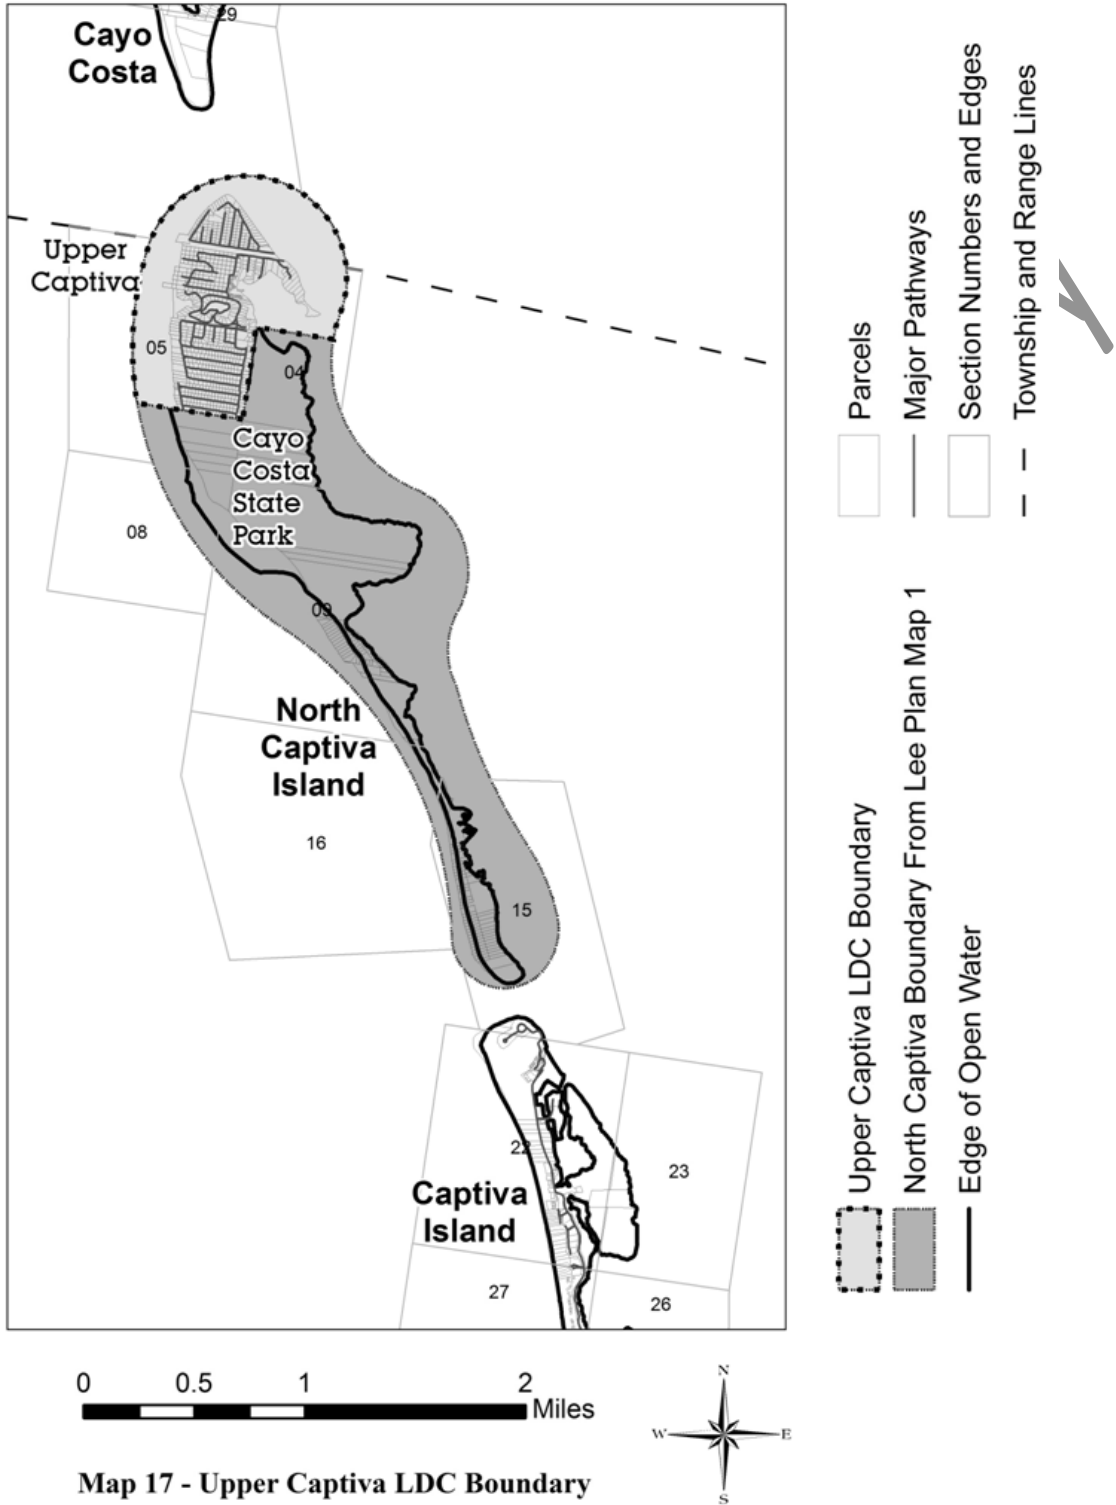 29
Cayo
Costa
Upper
Captiva
05
04
Cayo
Costa
State
Park
08
09
North
Captiva
Island
16
15
22
23
Captiva
Island
27
26
Parcels
Major Pathways
Section Numbers and Edges
Township and Range Lines
Upper Captiva LDC Boundary
North Captiva Boundary From Lee Plan Map 1
Edge of Open Water
0 0.5 1 2
Miles
N
W E
S
Map 17 - Upper Captiva LDC Boundary